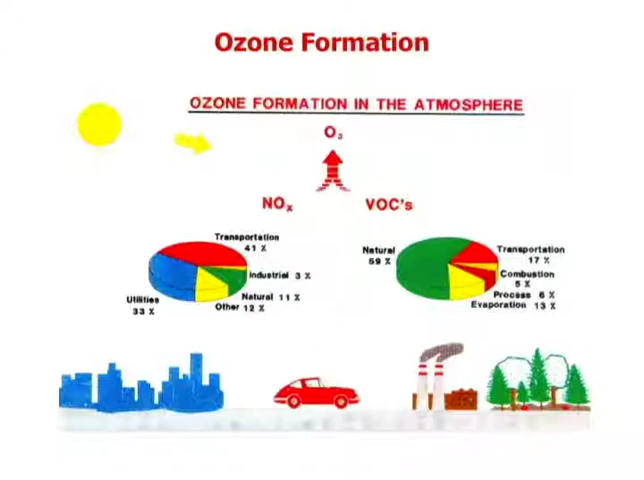 Ozone Formation
OZONE FORMATION IN THE ATMOSPHERE
O₃
NOₓ
VOC's
Transportation
41 %
Industrial 3 %
Natural 11 %
Other 12 %
Utilities
33 %
Natural
59 %
Transportation
17 %
Combustion
5 %
Process 6 %
Evaporation 13 %